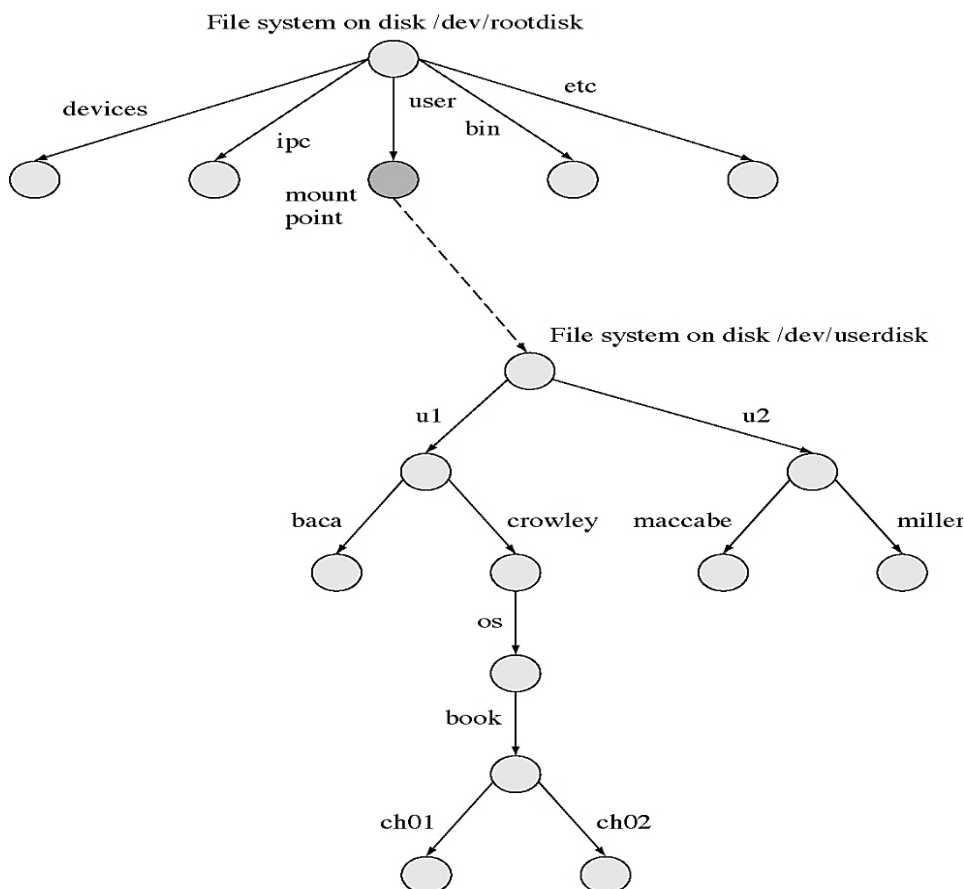 File system on disk /dev/rootdisk
devices
ipc
user
bin
etc
mount
point
File system on disk /dev/userdisk
u1
u2
baca
crowley
maccabe
miller
os
book
ch01
ch02